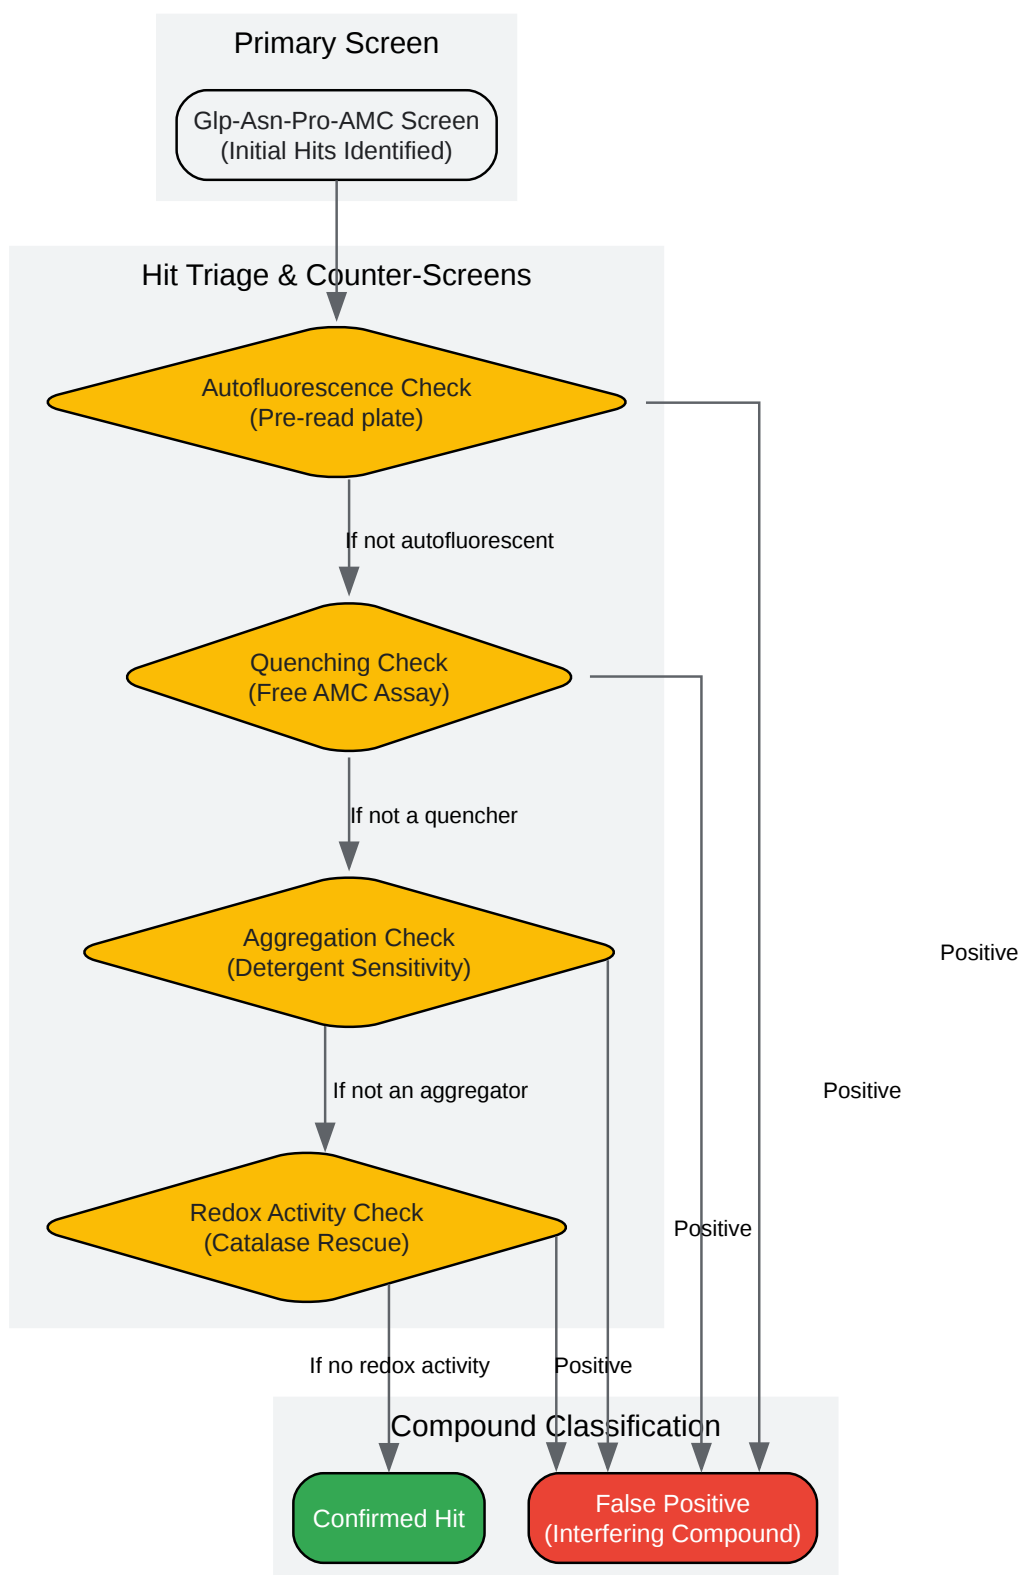 Primary Screen
Glp-Asn-Pro-AMC Screen
(Initial Hits Identified)
Hit Triage & Counter-Screens
Autofluorescence Check
(Pre-read plate)
If not autofluorescent
Quenching Check
(Free AMC Assay)
If not a quencher
Aggregation Check
(Detergent Sensitivity)
Positive
If not an aggregator
Positive
Redox Activity Check
(Catalase Rescue)
Positive
If no redox activity
Positive
Compound Classification
Confirmed Hit
False Positive
(Interfering Compound)